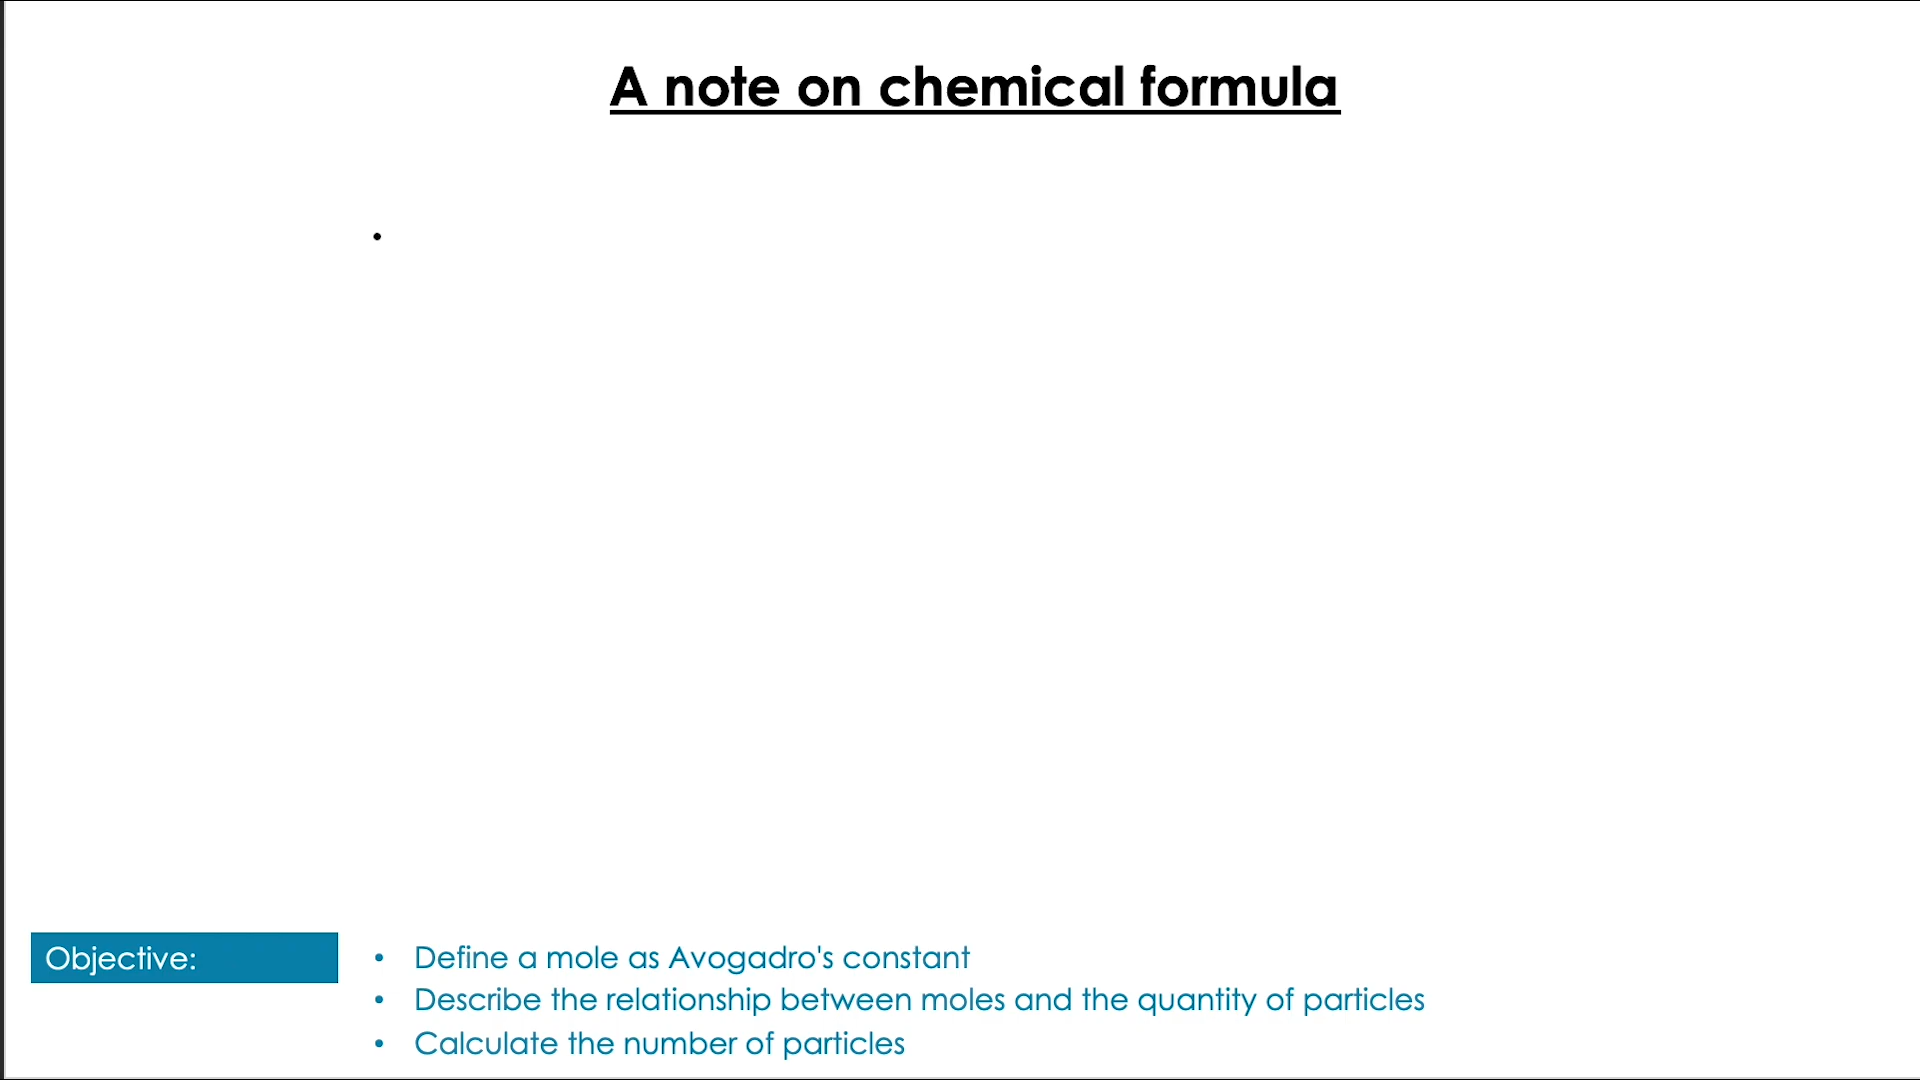 A note on chemical formula
•
Objective:
• Define a mole as Avogadro's constant
• Describe the relationship between moles and the quantity of particles
• Calculate the number of particles